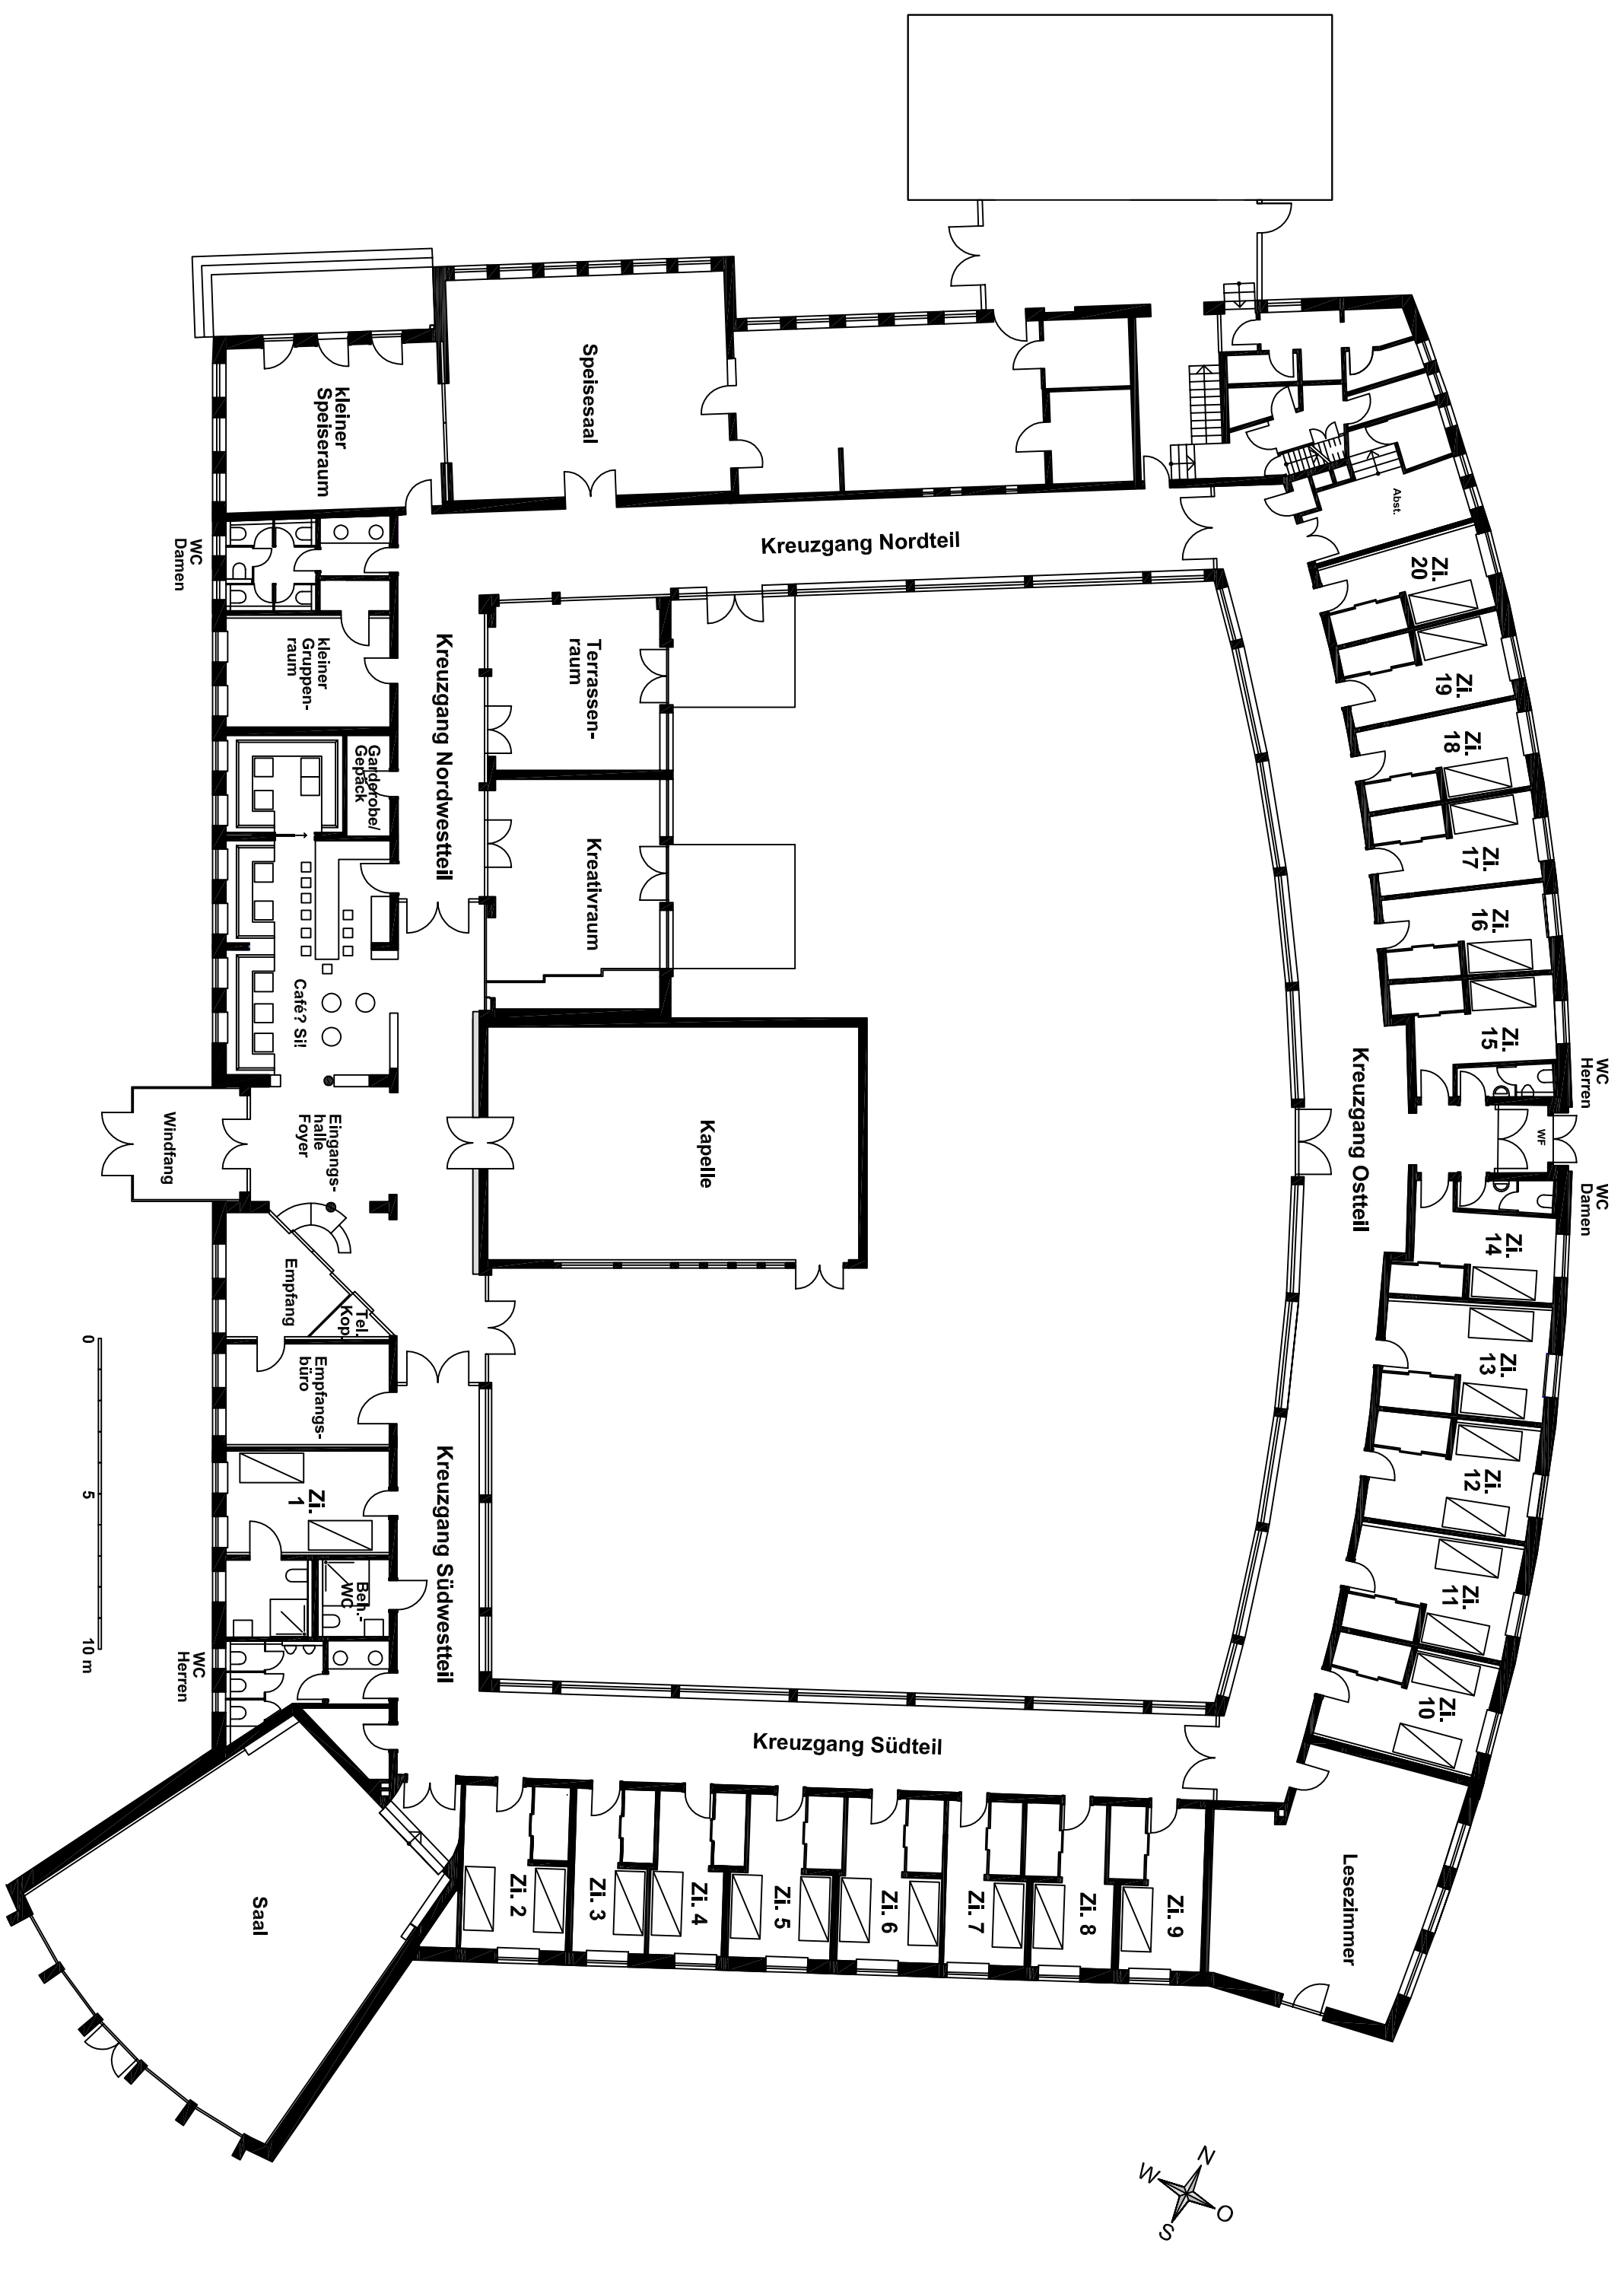 Speisesaal
kleiner
Speiseraum
Abst.
WC
Damen
Kreuzgang Nordteil
Zi.
20
Zi.
19
Zi.
18
Zi.
17
Zi.
16
Zi.
15
kleiner
Gruppen-
raum
Kreuzgang Nordwestteil
Terrassen-
raum
Garderobe/
Gepäck
Kreativraum
Café? Si!
Kreuzgang Ostteil
WC
Herren
WF
WC
Damen
Windfang
Eingangs-
halle
Foyer
Kapelle
Zi.
14
Empfang
Tel.
Kop.
Zi.
13
Empfangs-
büro
Zi.
12
Zi.
11
Zi.
10
0
5
10 m
Zi.
1
Beh.-
WC
Kreuzgang Südwestteil
WC
Herren
Kreuzgang Südteil
Saal
Zi. 2
Zi. 3
Zi. 4
Zi. 5
Zi. 6
Zi. 7
Zi. 8
Zi. 9
Lesezimmer
N
W
O
S